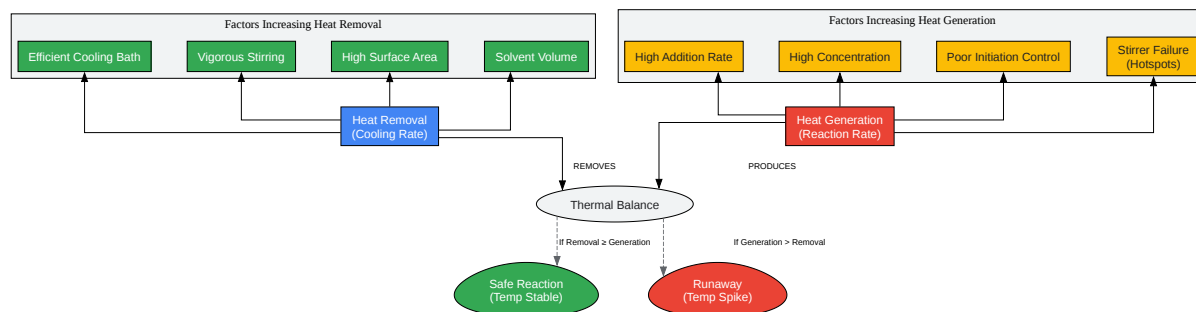 Factors Increasing Heat Removal
Efficient Cooling Bath
Vigorous Stirring
High Surface Area
Solvent Volume
Factors Increasing Heat Generation
High Addition Rate
High Concentration
Poor Initiation Control
Stirrer Failure
(Hotspots)
Heat Removal
(Cooling Rate)
Heat Generation
(Reaction Rate)
REMOVES
PRODUCES
Thermal Balance
If Removal ≥ Generation
If Generation > Removal
Safe Reaction
(Temp Stable)
Runaway
(Temp Spike)